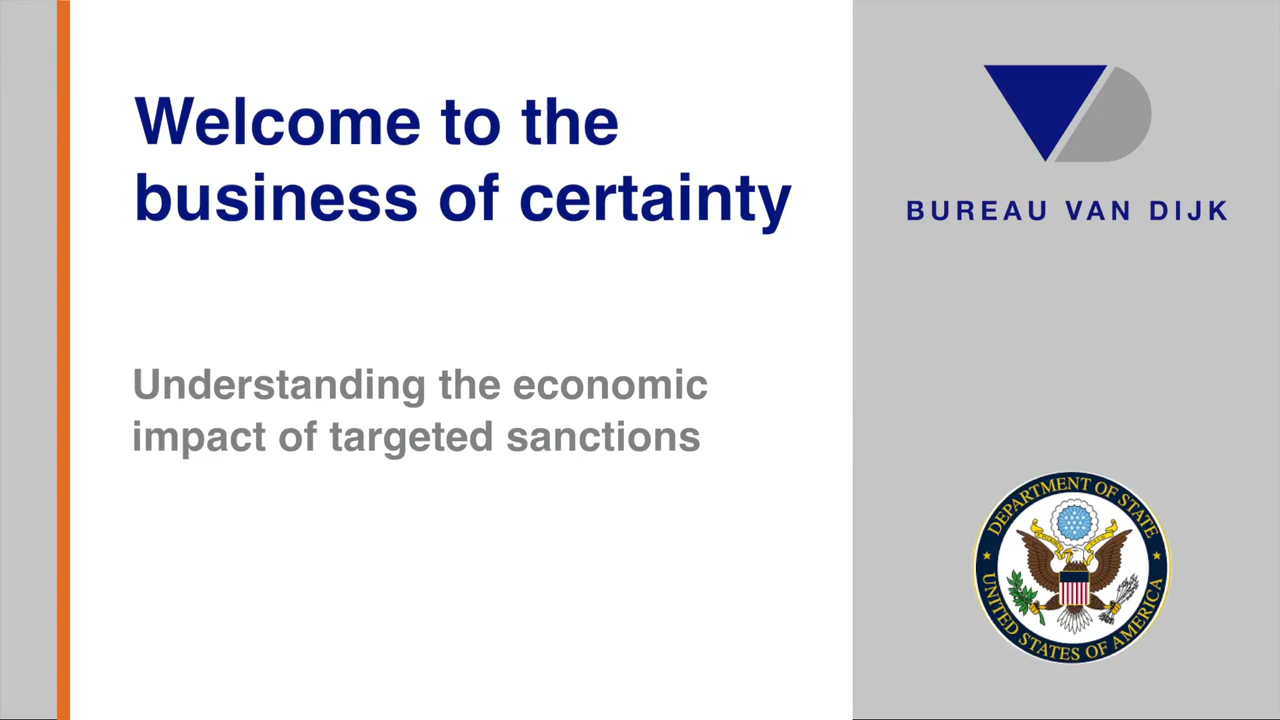 Welcome to the
business of certainty
BUREAU VAN DIJK
Understanding the economic
impact of targeted sanctions
DEPARTMENT OF STATE
UNITED STATES OF AMERICA